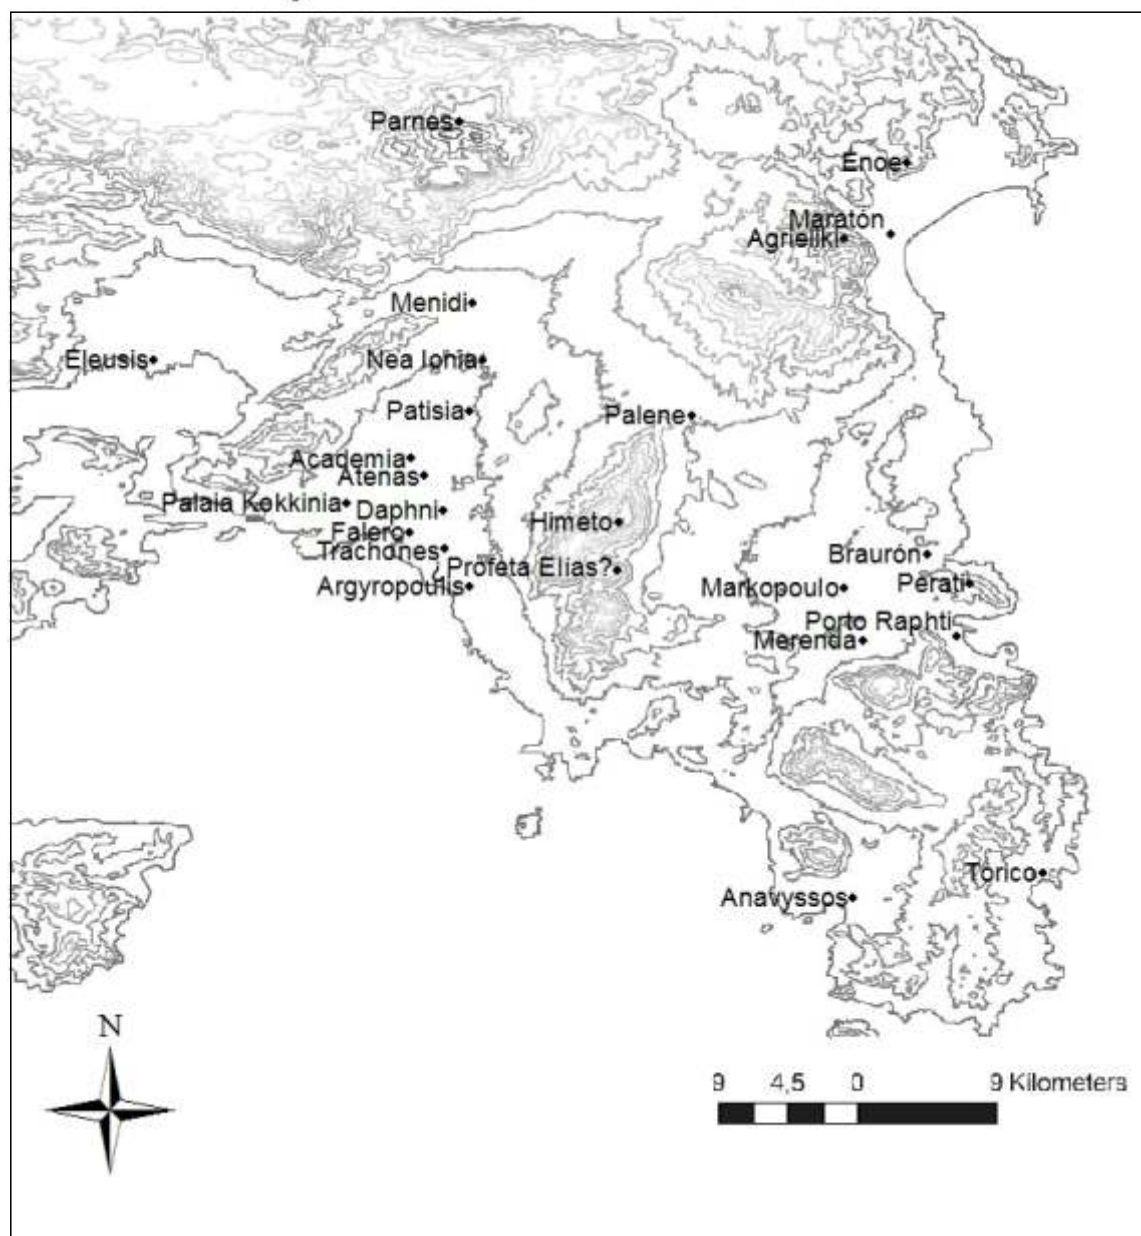 Parnes
Enoe
Maratón
Agrieliki
Menidi
Eleusis
Nea Ionia
Patisia
Palene
Academia
Atenas
Palaia Kokkinia
Daphni
Himeto
Falero
Trachones
Braurón
Profeta Elias?
Perati
Argyropoulis
Markopoulo
Porto Raphti
Merenda
Torico
Anavyssos
N
9 4,5 0 9 Kilometers